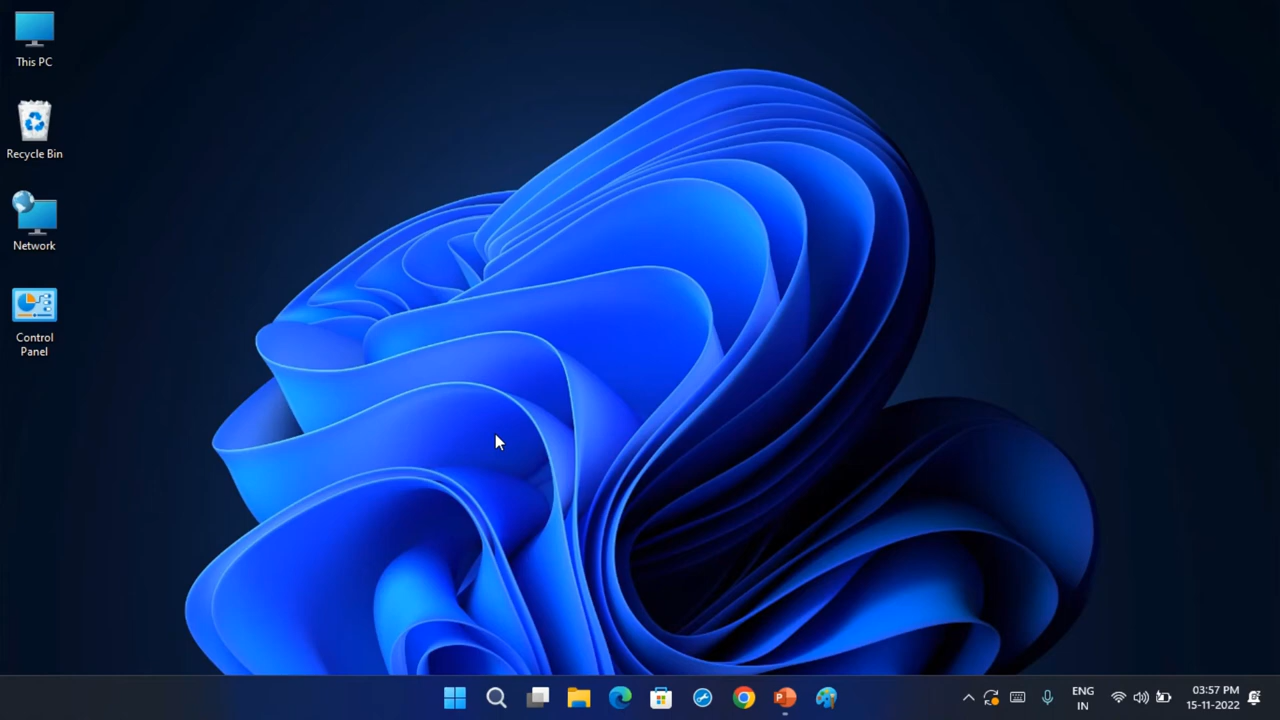 This PC
Recycle Bin
Network
Control
Panel
ENG
IN
03:57 PM
15-11-2022